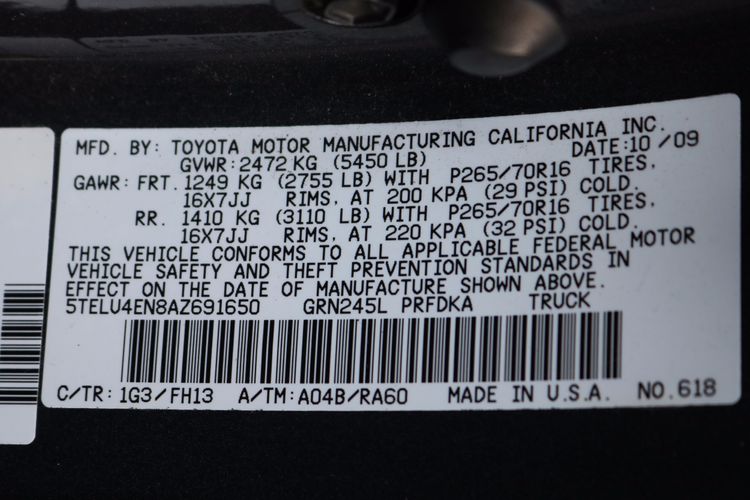 MFD. BY: TOYOTA MOTOR MANUFACTURING CALIFORNIA INC.
GVWR: 2472 KG (5450 LB) DATE: 10/09
GAWR: FRT. 1249 KG (2755 LB) WITH P265/70R16 TIRES,
16X7JJ RIMS, AT 200 KPA (29 PSI) COLD.
RR. 1410 KG (3110 LB) WITH P265/70R16 TIRES,
16X7JJ RIMS, AT 220 KPA (32 PSI) COLD.
THIS VEHICLE CONFORMS TO ALL APPLICABLE FEDERAL MOTOR
VEHICLE SAFETY AND THEFT PREVENTION STANDARDS IN
EFFECT ON THE DATE OF MANUFACTURE SHOWN ABOVE.
5TELU4EN8AZ691650 GRN245L PRFDKA TRUCK
C/TR: 1G3/FH13 A/TM: A04B/RA60 MADE IN U.S.A. NO. 618